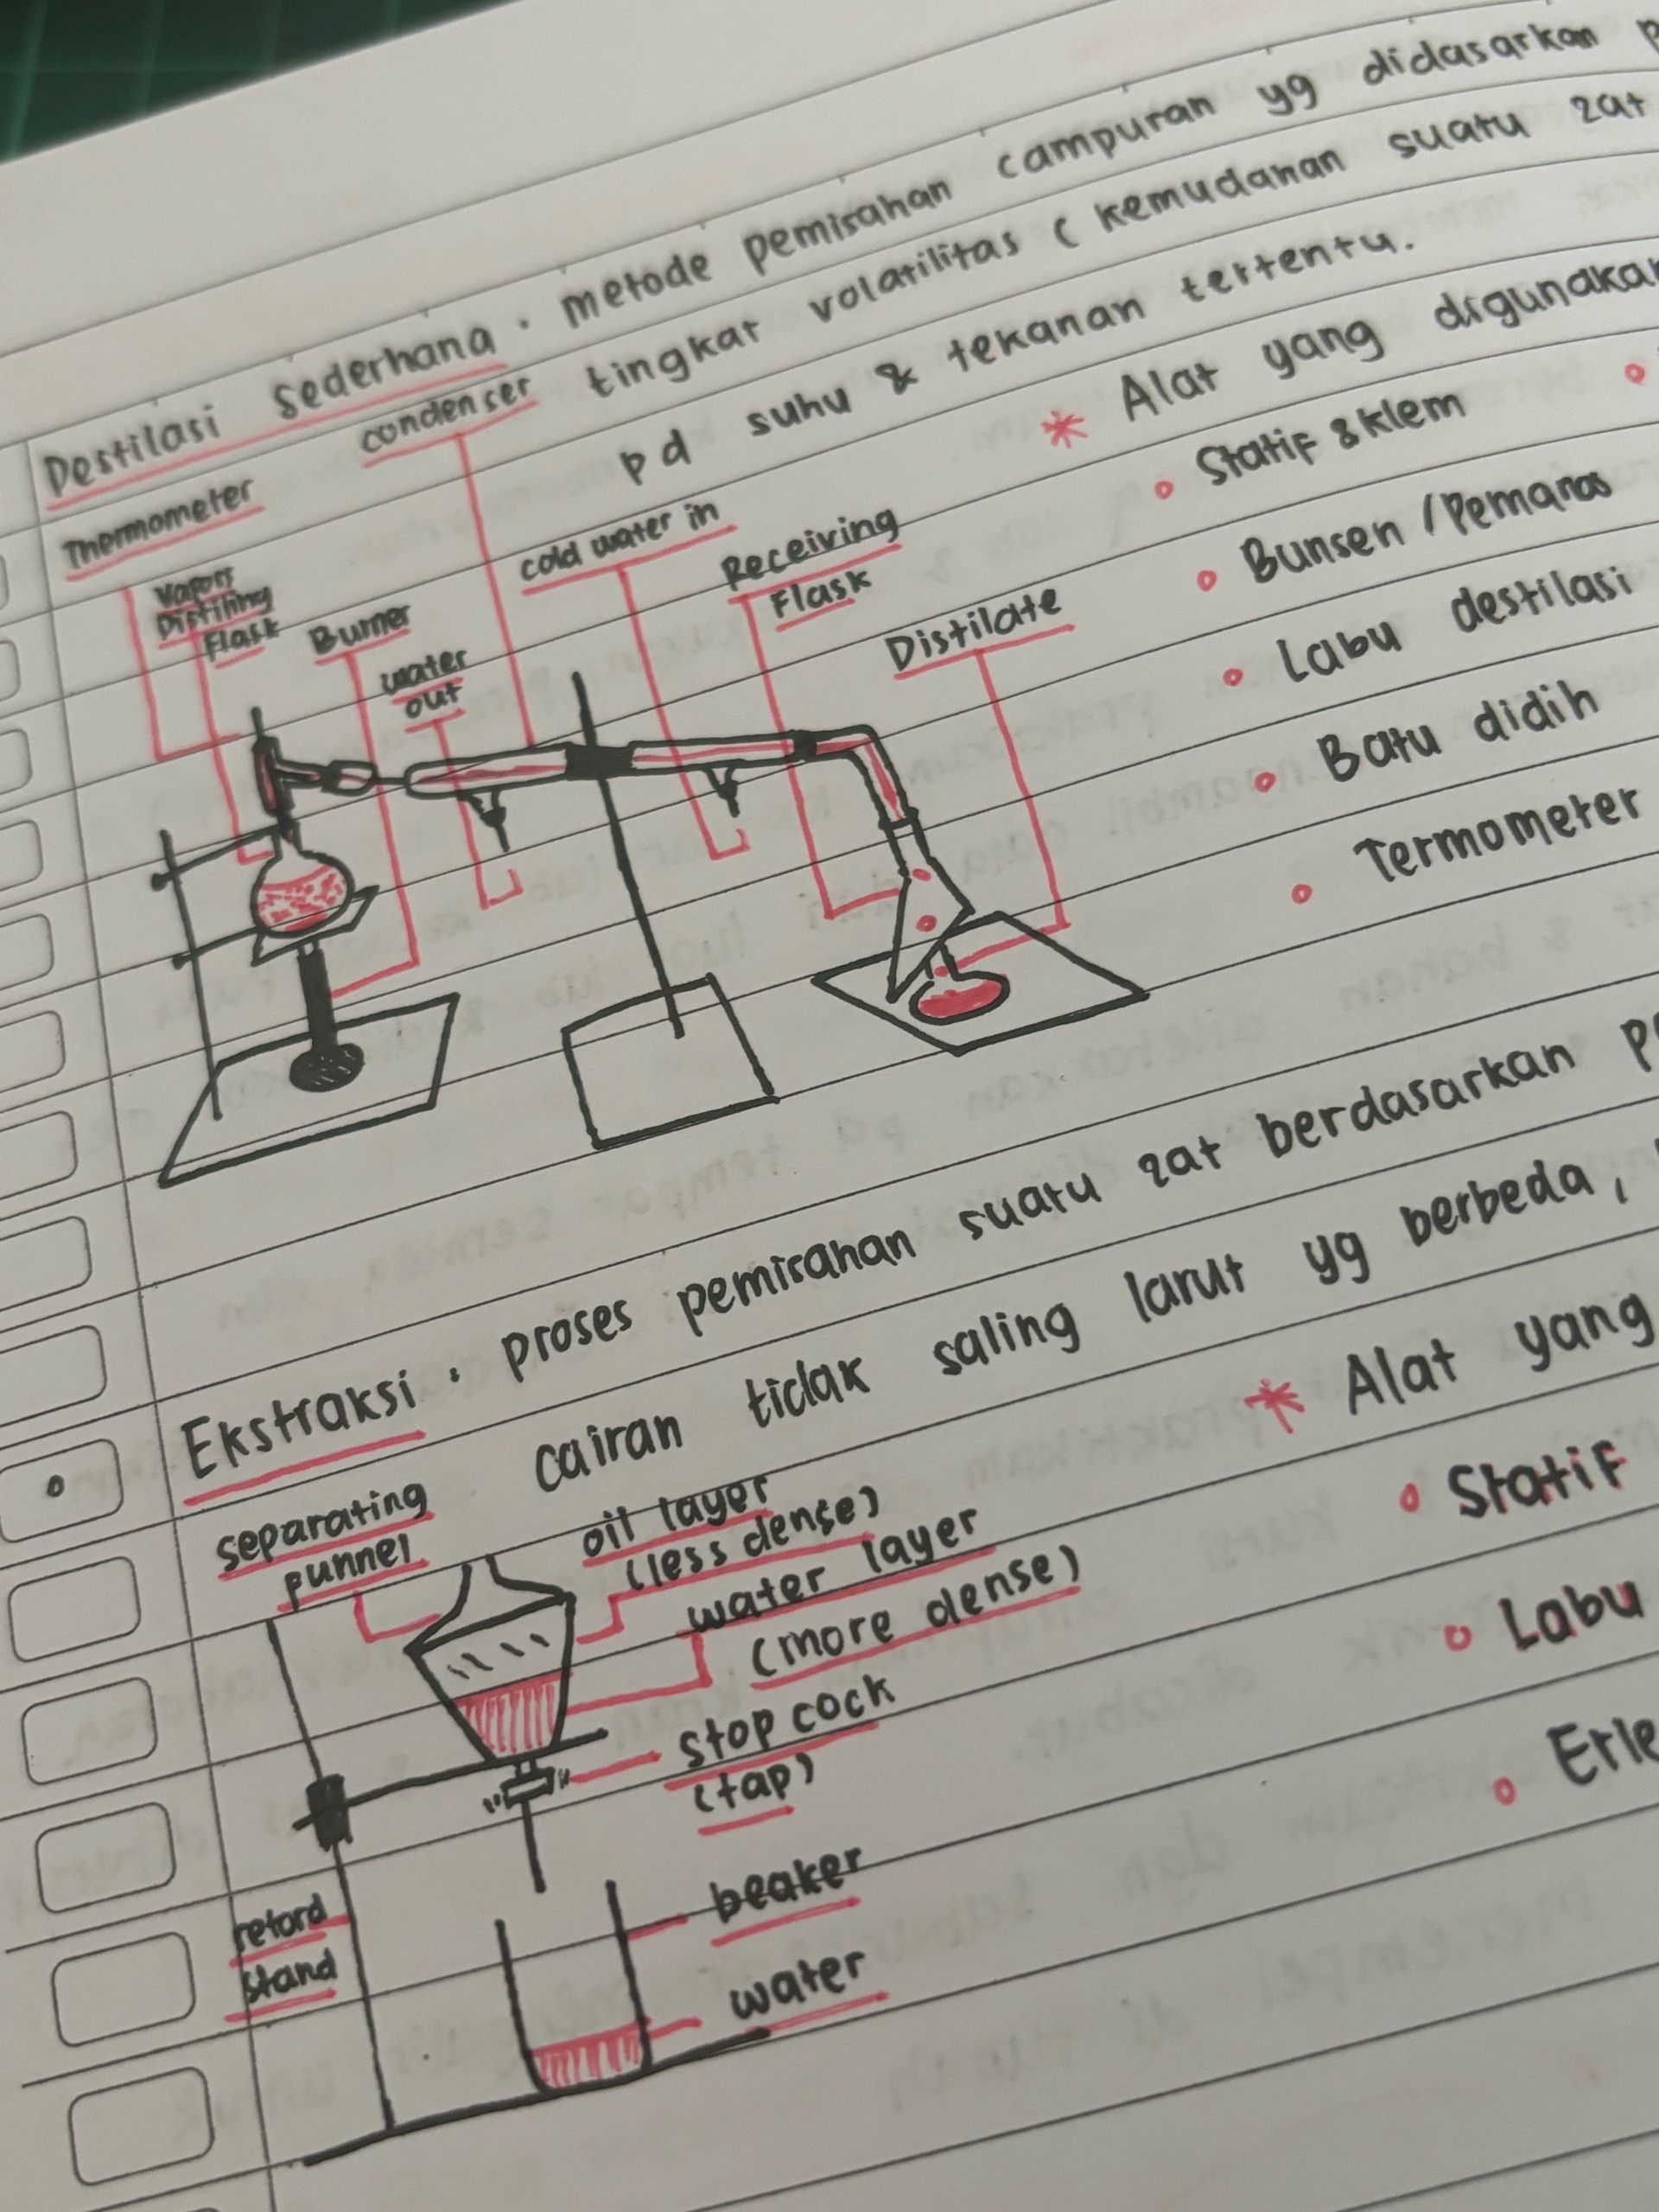 Destilasi sederhana · metode pemisahan campuran yg didasarkan
tingkat volatilitas ( kemudahan suatu zat
pd suhu & tekanan tertentu.
condenser
Thermometer
Vapors
Distiling
Flask
Burner
water
out
cold water in
Receiving
Flask
Distilate
* Alat yang digunakan
Statif & klem
Bunsen / Pemanas
Labu destilasi
Batu didih
Termometer
Ekstraksi · proses pemisahan suatu zat berdasarkan
cairan tidak saling larut yg berbeda,
separating
punnel
oil layer
(less dense)
water layer
(more dense)
stop cock
(tap)
beaker
water
retord
stand
* Alat yang
Statif
Labu